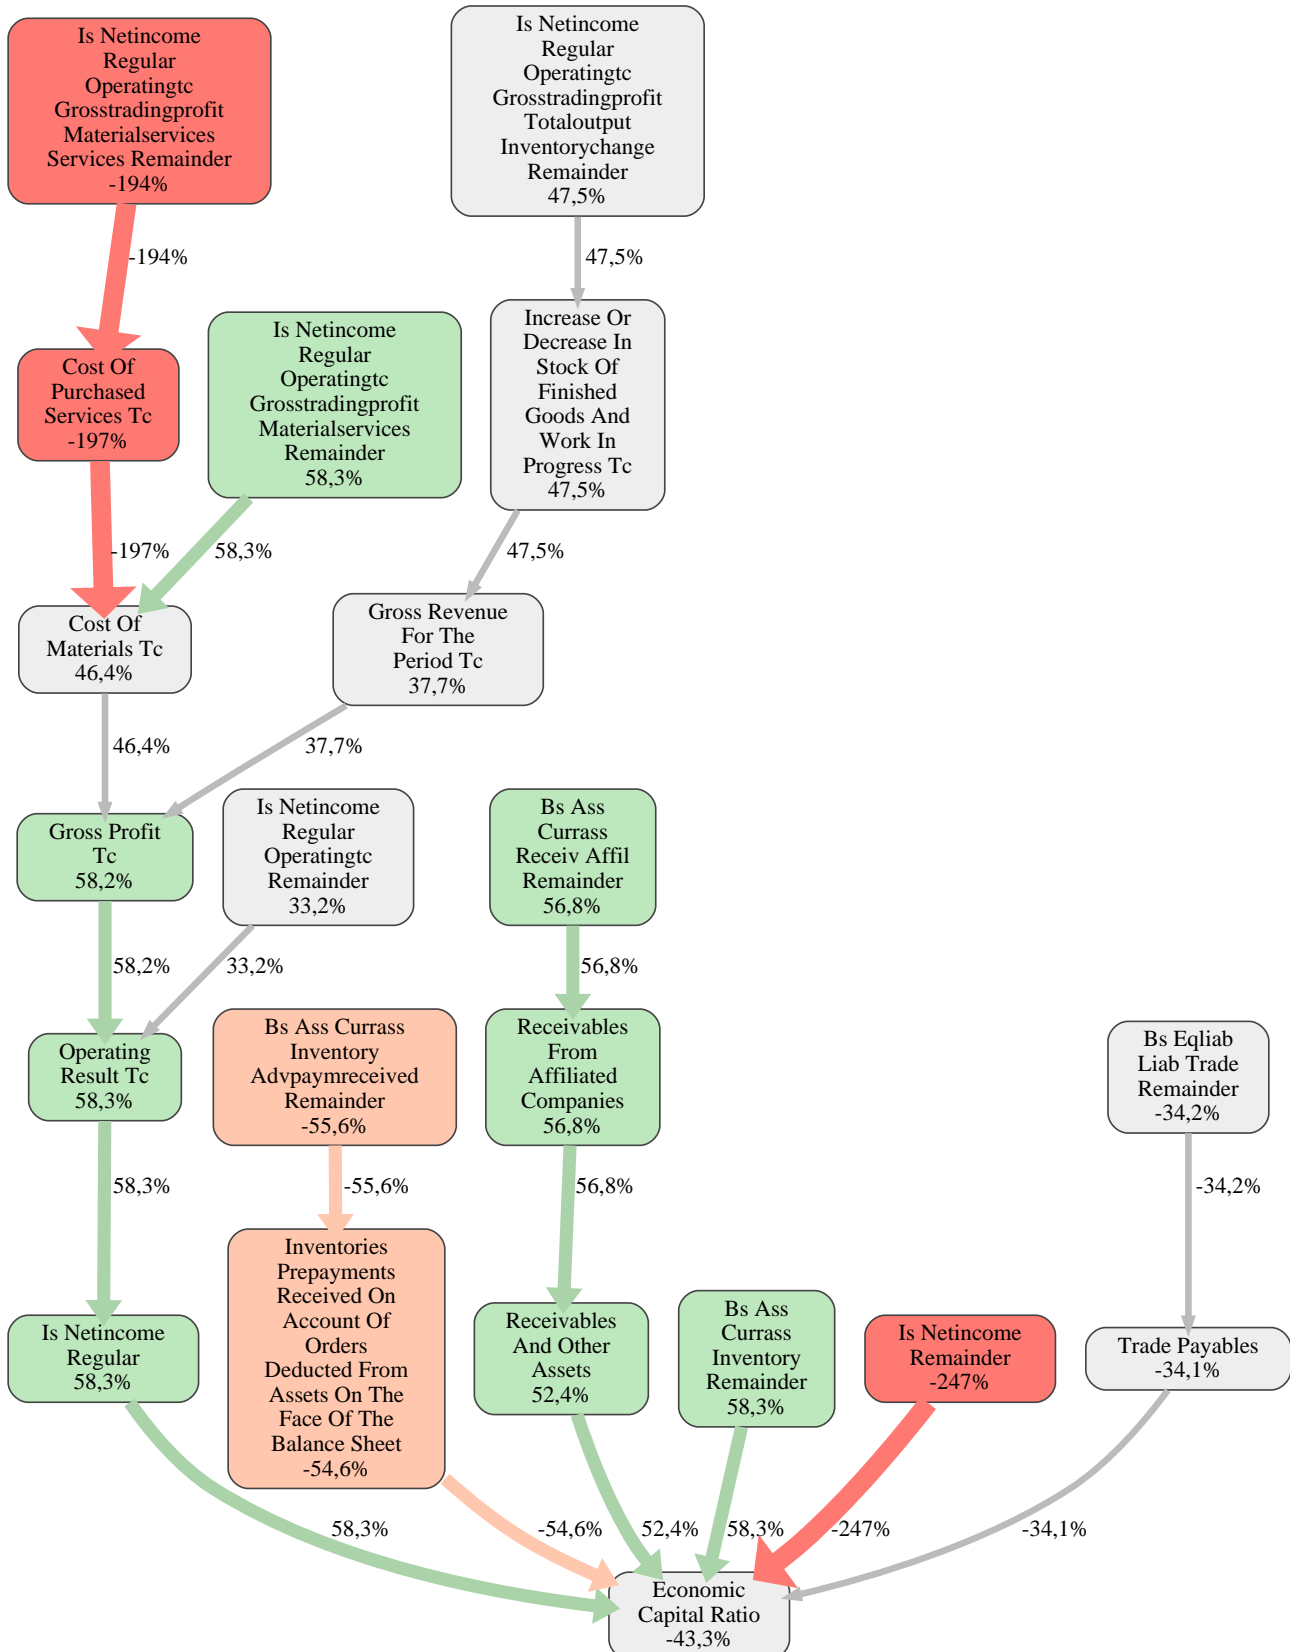 Is Netincome
Regular
Operatingtc
Grosstradingprofit
Materialservices
Services Remainder
-194%
Is Netincome
Regular
Operatingtc
Grosstradingprofit
Totaloutput
Inventorychange
Remainder
47,5%
-194%
47,5%
Cost Of
Purchased
Services Tc
-197%
Is Netincome
Regular
Operatingtc
Grosstradingprofit
Materialservices
Remainder
58,3%
Increase Or
Decrease In
Stock Of
Finished
Goods And
Work In
Progress Tc
47,5%
-197%
58,3%
47,5%
Cost Of
Materials Tc
46,4%
Gross Revenue
For The
Period Tc
37,7%
46,4%
37,7%
Gross Profit
Tc
58,2%
Is Netincome
Regular
Operatingtc
Remainder
33,2%
Bs Ass
Currass
Receiv Affil
Remainder
56,8%
58,2%
33,2%
56,8%
Operating
Result Tc
58,3%
Bs Ass Currass
Inventory
Advpaymreceived
Remainder
-55,6%
Receivables
From
Affiliated
Companies
56,8%
Bs Eqliab
Liab Trade
Remainder
-34,2%
58,3%
-55,6%
56,8%
-34,2%
Is Netincome
Regular
58,3%
Inventories
Prepayments
Received On
Account Of
Orders
Deducted From
Assets On The
Face Of The
Balance Sheet
-54,6%
Receivables
And Other
Assets
52,4%
Bs Ass
Currass
Inventory
Remainder
58,3%
Is Netincome
Remainder
-247%
Trade Payables
-34,1%
58,3%
-54,6%
52,4%
58,3%
-247%
-34,1%
Economic
Capital Ratio
-43,3%